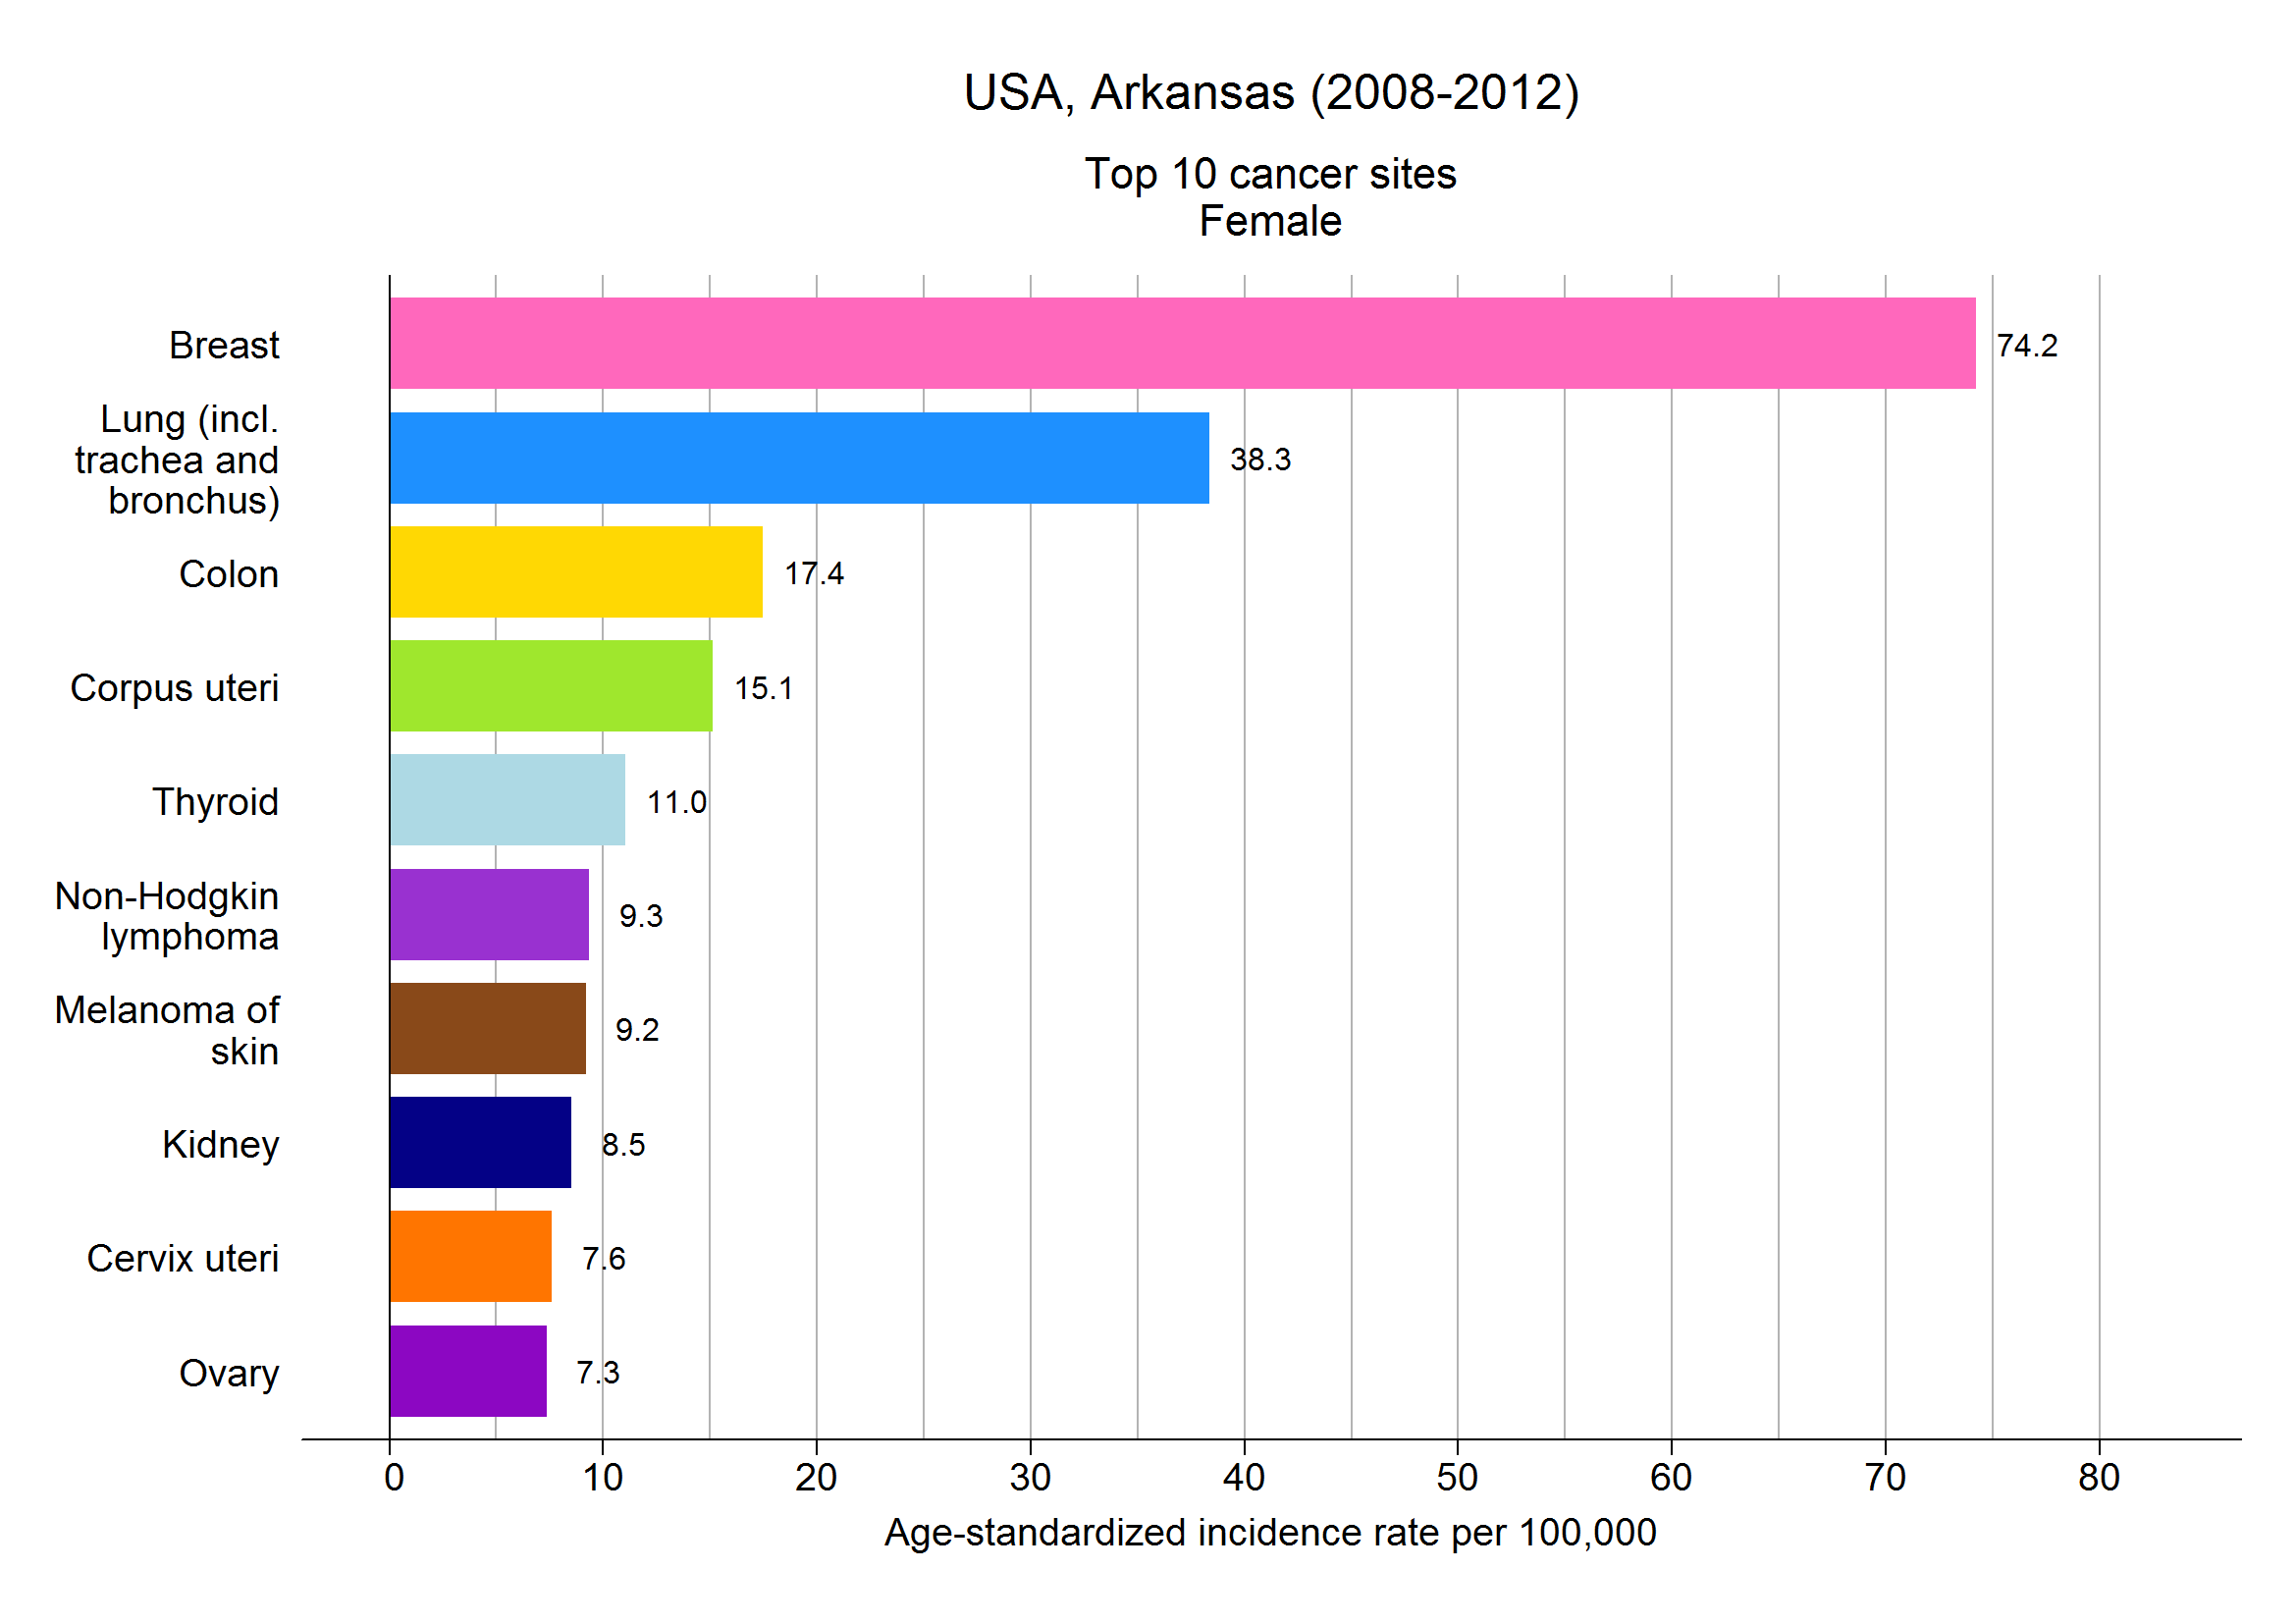 USA, Arkansas (2008-2012)
Top 10 cancer sites
Female
Breast
74.2
Lung (incl.
trachea and
bronchus)
38.3
Colon
17.4
Corpus uteri
15.1
Thyroid
11.0
Non-Hodgkin
lymphoma
9.3
Melanoma of
skin
9.2
Kidney
8.5
Cervix uteri
7.6
Ovary
7.3
0 10 20 30 40 50 60 70 80
Age-standardized incidence rate per 100,000